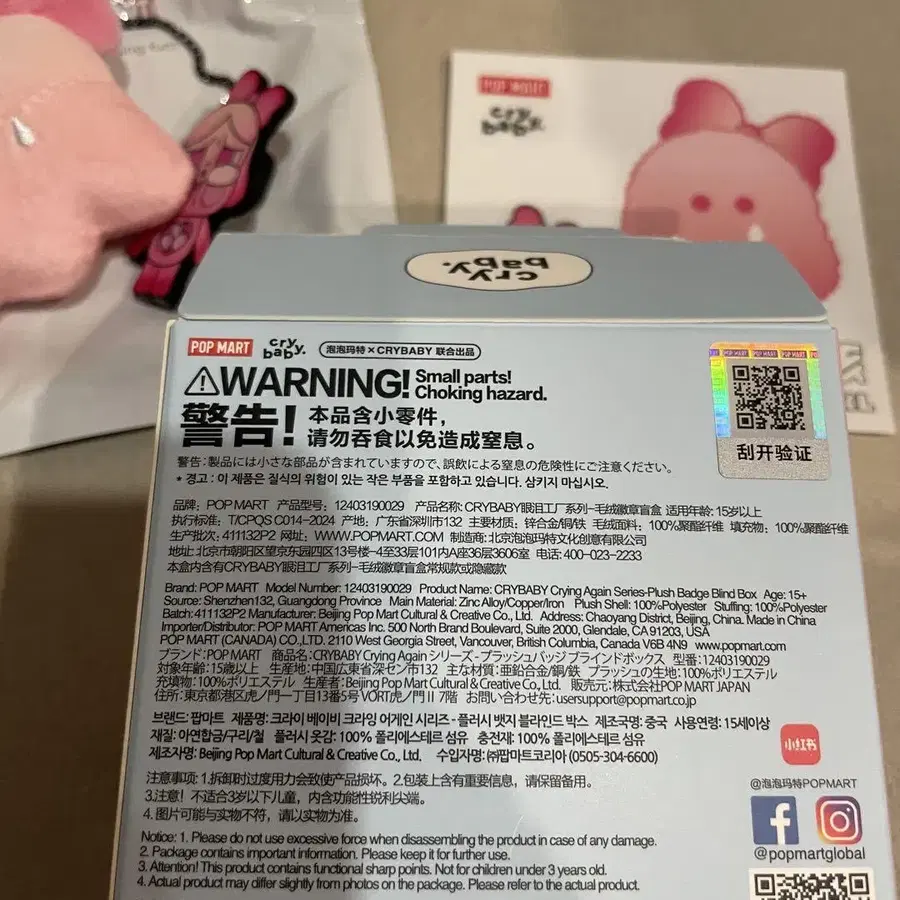 POP MART
cry
baby.
cry
baby.
POP MART
cry
baby.
泡泡玛特×CRYBABY 联合出品
WARNING! Small parts!
Choking hazard.
警告! 本品含小零件，
请勿吞食以免造成窒息。
刮开验证
警告:製品には小さな部品が含まれていますので、誤飲による窒息の危険性にご注意ください。
* 경고 : 이 제품은 질식의 위험이 있는 작은 부품을 포함하고 있습니다. 삼키지 마십시오.
品牌：POP MART 产品型号：12403190029 产品名称：CRYBABY眼泪工厂系列-毛绒徽章盲盒 适用年龄：15岁以上
执行标准：T/CPQS C014-2024 产地：广东省深圳市132 主要材质：锌合金/铜/铁 毛绒面料：100%聚酯纤维 填充物：100%聚酯纤维
生产批次：411132P2 网址：WWW.POPMART.COM 制造商：北京泡泡玛特文化创意有限公司
地址：北京市朝阳区望京东园四区13号楼-4至33层101内A座36层3606室 电话：400-023-2233
本盒内含有CRYBABY眼泪工厂系列-毛绒徽章盲盒常规款或隐藏款
Brand: POP MART Model Number: 12403190029 Product Name: CRYBABY Crying Again Series-Plush Badge Blind Box Age: 15+
Source: Shenzhen132, Guangdong Province Main Material: Zinc Alloy/Copper/Iron Plush Shell: 100%Polyester Stuffing: 100%Polyester
Batch: 411132P2 Manufacturer: Beijing Pop Mart Cultural & Creative Co., Ltd. Address: Chaoyang District, Beijing, China. Made in China
Importer/Distributor: POP MART Americas Inc. 500 North Brand Boulevard, Suite 2000, Glendale, CA 91203, USA
POP MART (CANADA) CO.,LTD. 2110 West Georgia Street, Vancouver, British Columbia, Canada V6B 4N9 www.popmart.com
ブランド：POP MART 商品名：CRYBABY Crying Again シリーズ - プラッシュバッジ ブラインドボックス 型番：12403190029
対象年齢：15歳以上 生産地：中国広東省深セン市132 主な材質：亜鉛合金/銅/鉄 プラッシュの生地：100%ポリエステル
充填物：100%ポリエステル 生産者：Beijing Pop Mart Cultural & Creative Co., Ltd. 販売元：株式会社POP MART JAPAN
住所：東京都港区虎ノ門一丁目13番5号 VORT虎ノ門Ⅱ 7階 お問い合わせ先：usersupport@popmart.co.jp
브랜드: 팝마트 제품명: 크라이 베이비 크라잉 어게인 시리즈 - 플러시 뱃지 블라인드 박스 제조국명: 중국 사용연령: 15세이상
재질: 아연합금/구리/철 플러시 옷감: 100% 폴리에스테르 섬유 충전재: 100% 폴리에스테르 섬유
제조자명: Beijing Pop Mart Cultural & Creative Co., Ltd. 수입자명: ㈜팝마트코리아 (0505-304-6600)
小红书
@泡泡玛特POPMART
注意事项：1.拆卸时过度用力会致使产品损坏。2.包装上含有重要信息，请保留备用。
3.注意！不适合3岁以下儿童，内含功能性锐利尖端。
4. 图片可能与实物不符，请以实物为准。
@popmartglobal
Notice: 1. Please do not use excessive force when disassembling the product in case of any damage.
2. Package contains important information. Please keep it for further use.
3. Attention! This product contains functional sharp points. Not for children under 3 years old.
4. Actual product may differ slightly from photos on the package. Please refer to the actual product.